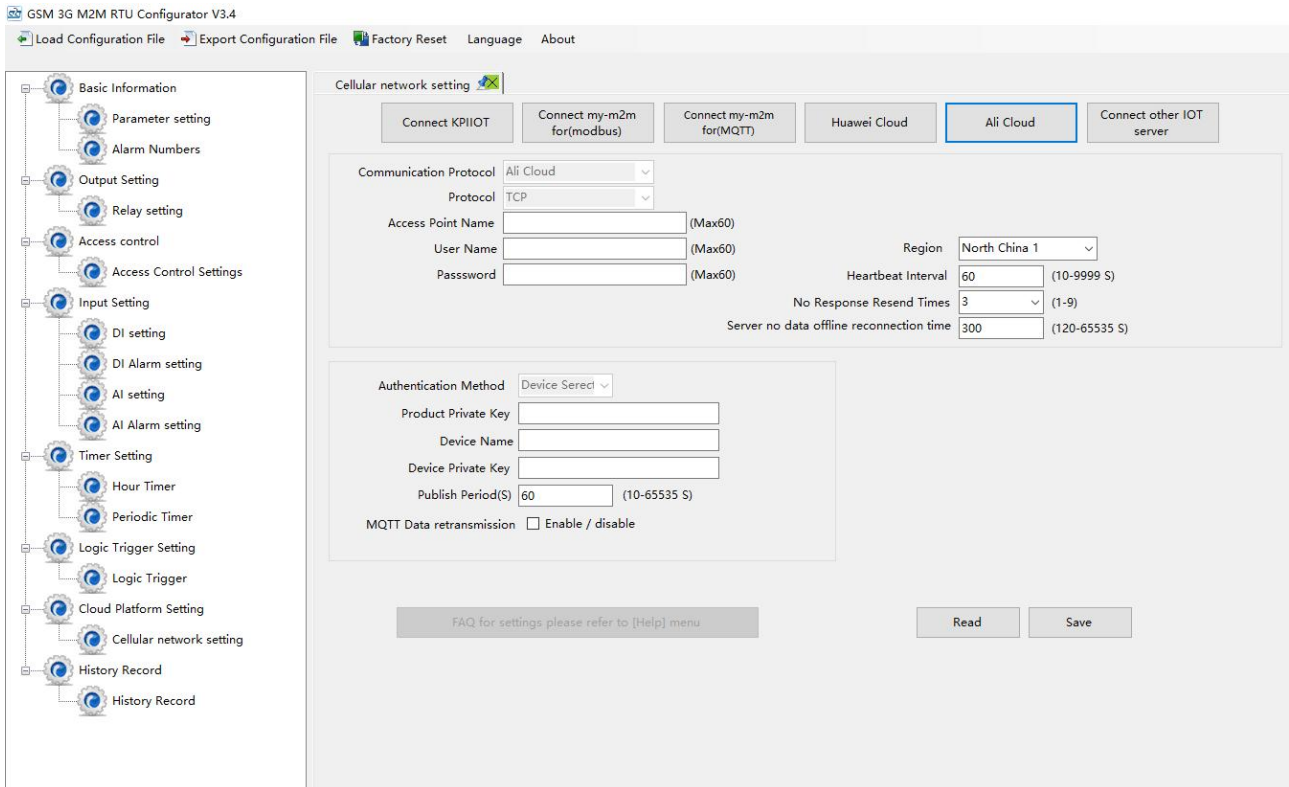 GSM 3G M2M RTU Configurator V3.4
Load Configuration File Export Configuration File Factory Reset Language About
Basic Information
Parameter setting
Alarm Numbers
Output Setting
Relay setting
Access control
Access Control Settings
Input Setting
DI setting
DI Alarm setting
AI setting
AI Alarm setting
Timer Setting
Hour Timer
Periodic Timer
Logic Trigger Setting
Logic Trigger
Cloud Platform Setting
Cellular network setting
History Record
History Record
Cellular network setting
Connect KPIIOT
Connect my-m2m
for(modbus)
Connect my-m2m
for(MQTT)
Huawei Cloud
Ali Cloud
Connect other IOT
server
Communication Protocol Ali Cloud
Protocol TCP
Access Point Name (Max60)
User Name (Max60)
Passsword (Max60)
Region North China 1
Heartbeat Interval 60 (10-9999 S)
No Response Resend Times 3 (1-9)
Server no data offline reconnection time 300 (120-65535 S)
Authentication Method Device Serect
Product Private Key
Device Name
Device Private Key
Publish Period(S) 60 (10-65535 S)
MQTT Data retransmission Enable / disable
FAQ for settings please refer to [Help] menu
Read
Save